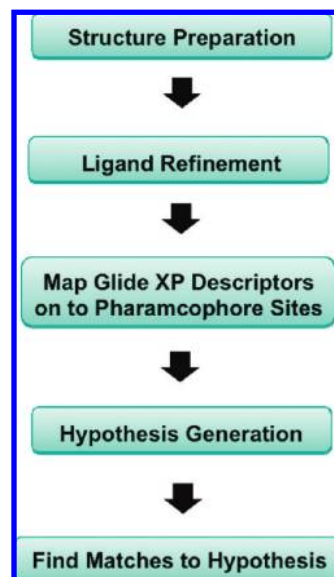 Structure Preparation
Ligand Refinement
Map Glide XP Descriptors
on to Pharamcophore Sites
Hypothesis Generation
Find Matches to Hypothesis